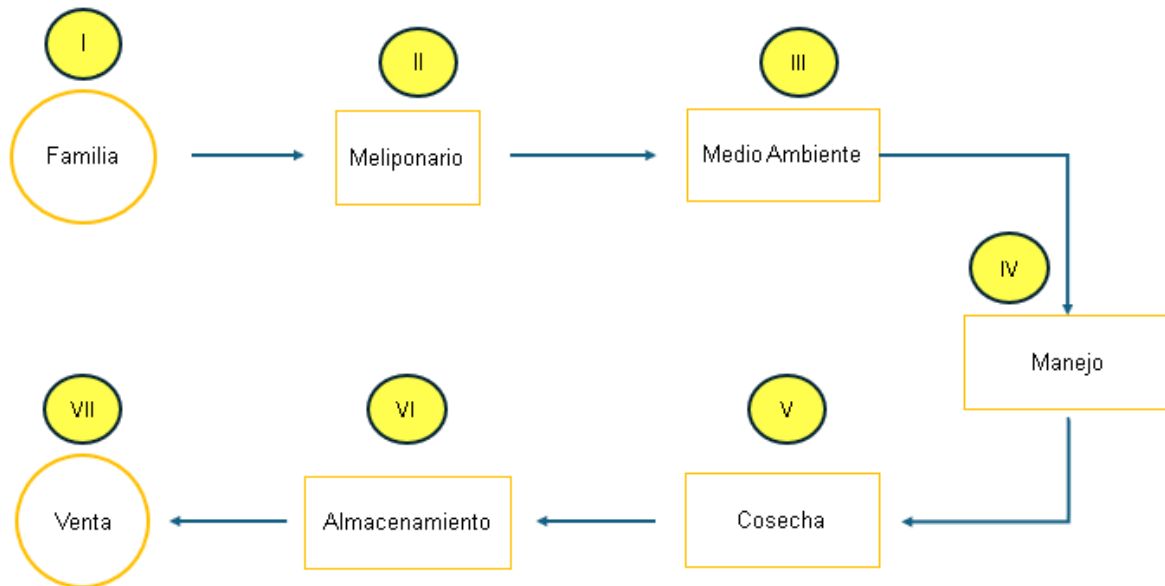 I
Familia
II
Meliponario
III
Medio Ambiente
IV
Manejo
V
Cosecha
VI
Almacenamiento
VII
Venta